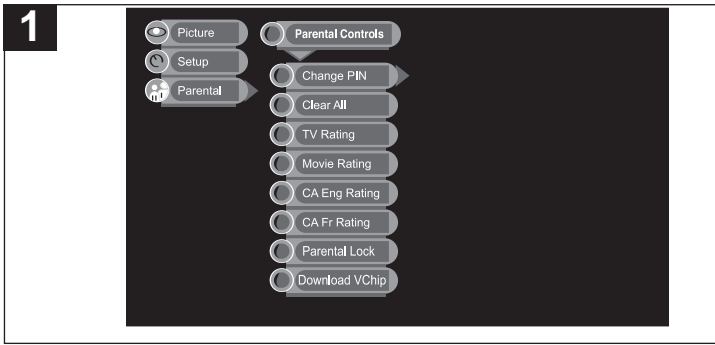 1
Picture
Setup
Parental
Parental Controls
Change PIN
Clear All
TV Rating
Movie Rating
CA Eng Rating
CA Fr Rating
Parental Lock
Download VChip